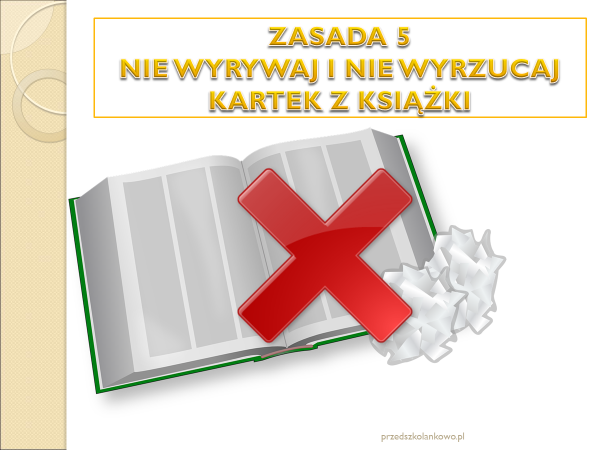 ZASADA 5
NIE WYRYWAJ I NIE WYRZUCAJ
KARTEK Z KSIĄŻKI
przedszkolankowo.pl